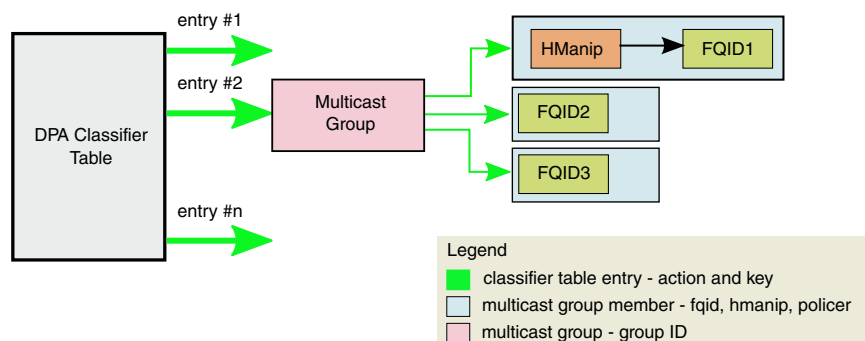 entry #1
entry #2
entry #n
DPA Classifier
Table
Multicast
Group
HManip
FQID1
FQID2
FQID3
Legend
classifier table entry - action and key
multicast group member - fqid, hmanip, policer
multicast group - group ID